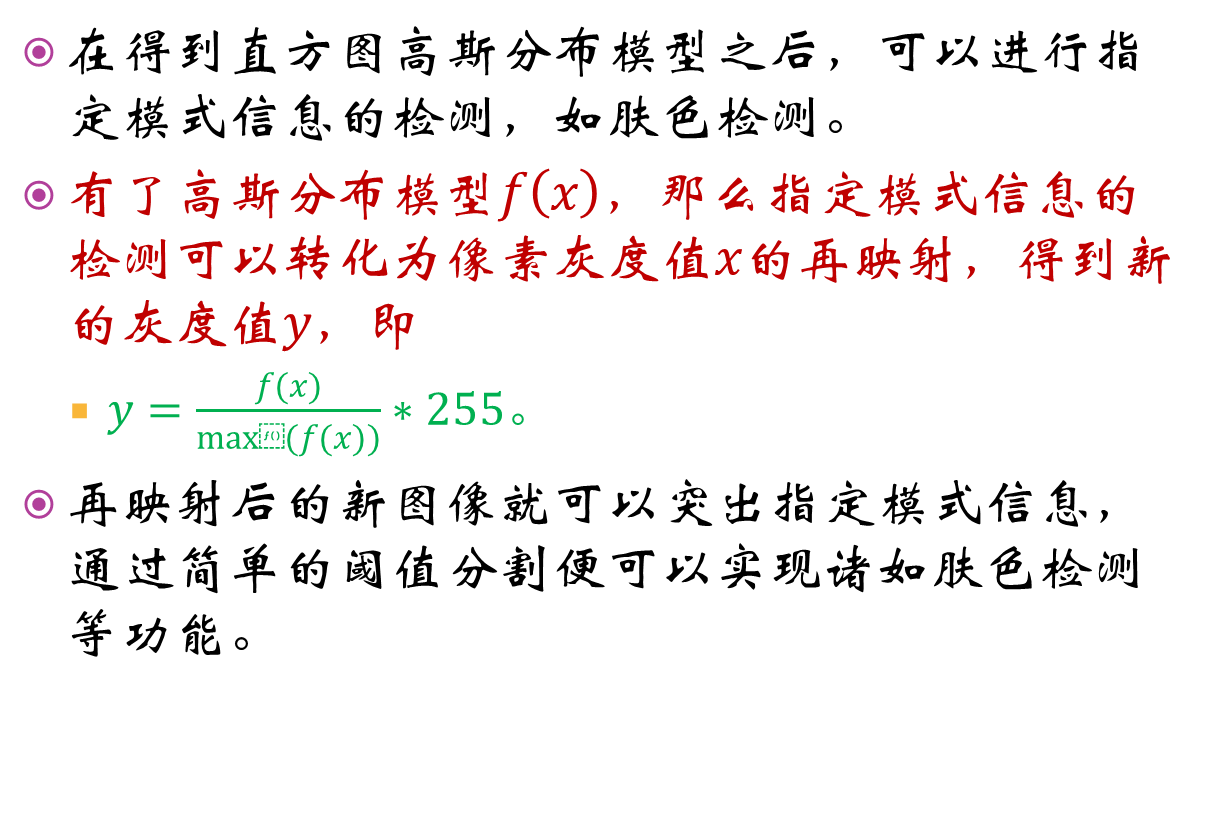 在得到直方图高斯分布模型之后，可以进行指
定模式信息的检测，如肤色检测。
有了高斯分布模型f(x)，那么指定模式信息的
检测可以转化为像素灰度值x的再映射，得到新
的灰度值y，即
y = f(x) / max(f(x)) * 255。
再映射后的新图像就可以突出指定模式信息，
通过简单的阈值分割便可以实现诸如肤色检测
等功能。